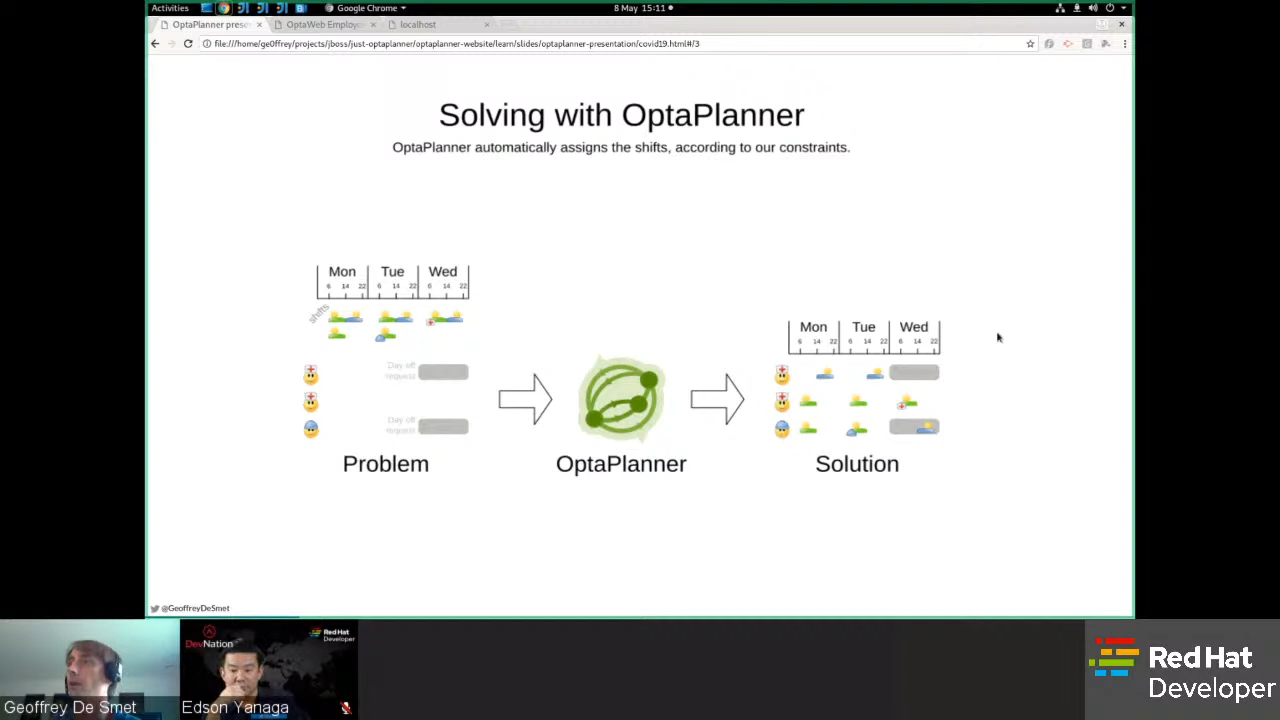 Activities
Google Chrome
8 May 15:11
OptaPlanner prese
OptaWeb Employe
localhost
file:///home/ge0ffrey/projects/jboss/just-optaplanner/optaplanner-website/learn/slides/optaplanner-presentation/covid19.html#/3
Solving with OptaPlanner
OptaPlanner automatically assigns the shifts, according to our constraints.
Mon Tue Wed
6 14 22 6 14 22 6 14 22
shifts
Day off
request
Day off
request
Problem
OptaPlanner
Mon Tue Wed
6 14 22 6 14 22 6 14 22
Solution
@GeoffreyDeSmet
Geoffrey De Smet
DevNation
Red Hat
Developer
Edson Yanaga
Red Hat
Developer